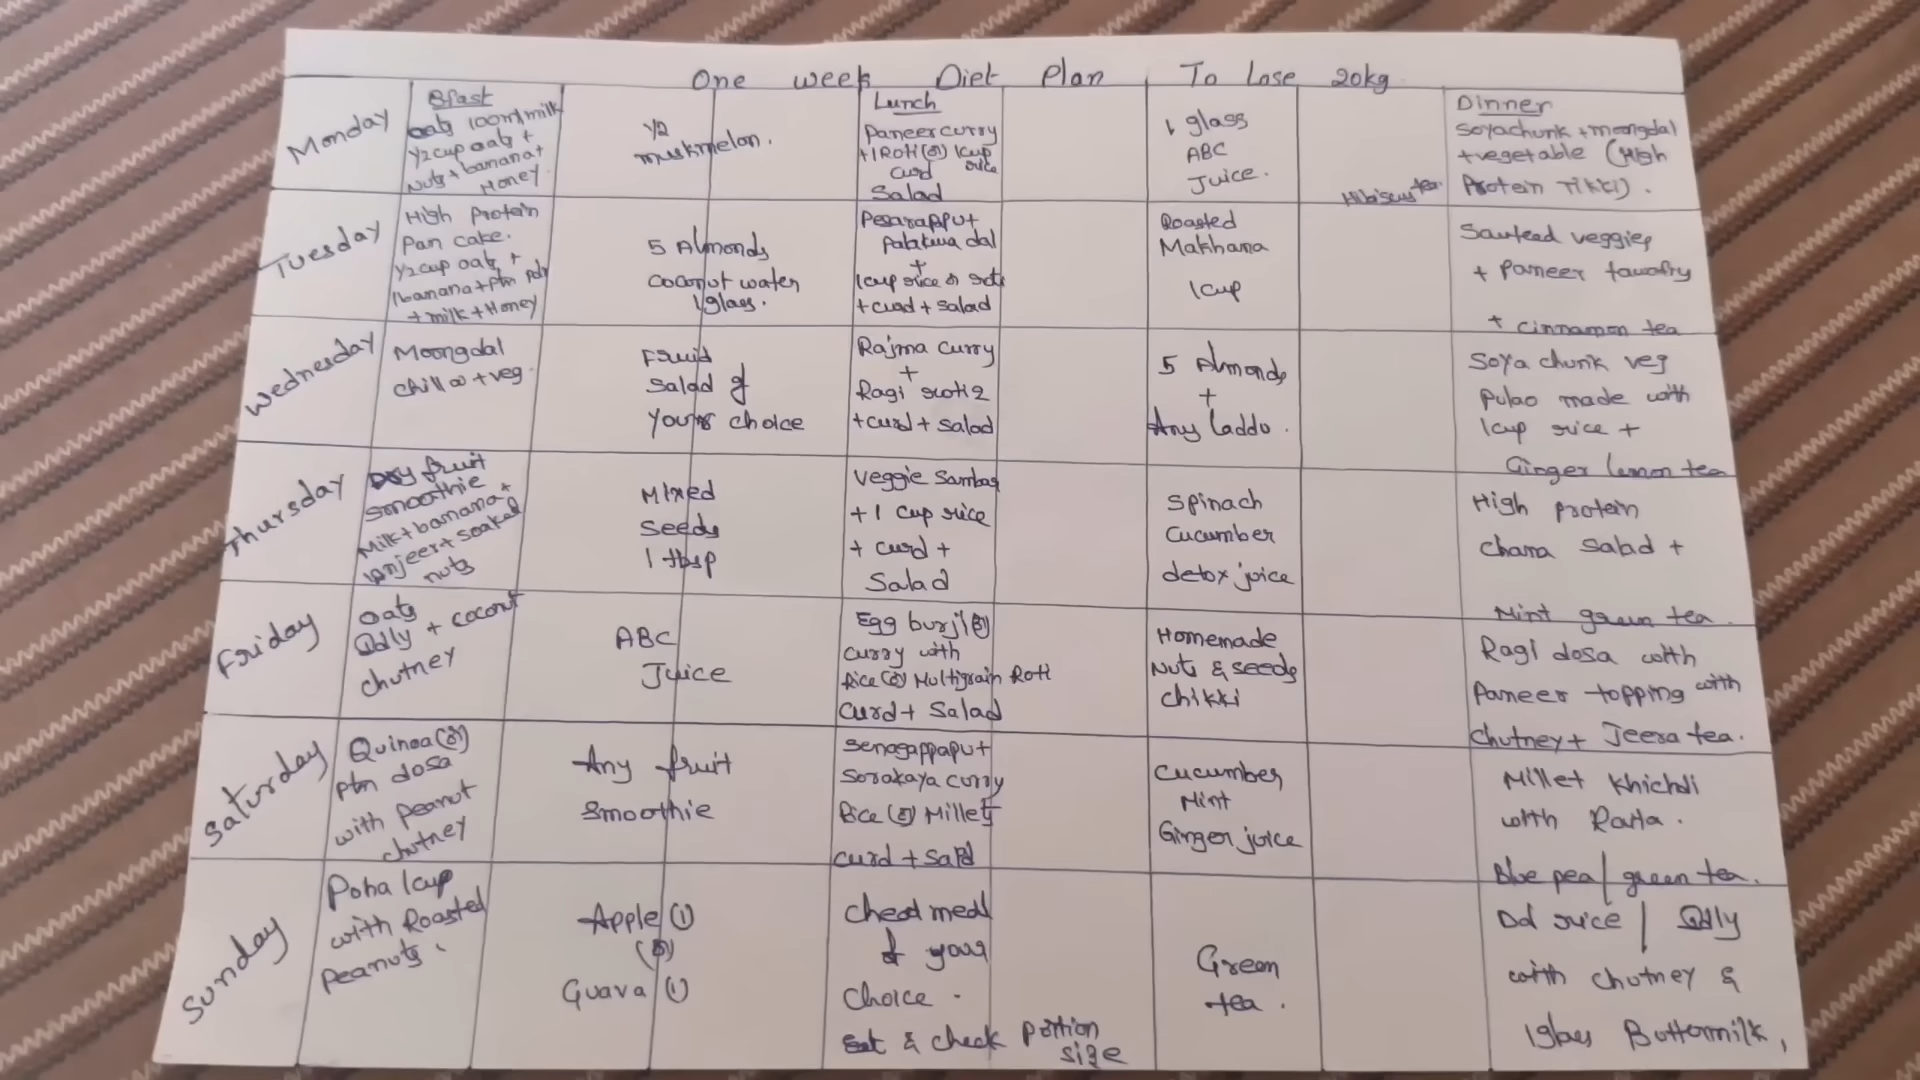 One week Diet Plan To Lose 20kg
Monday
Bfast
Oats 100ml milk
1/2 cup oats +
Nuts + banana +
Honey.
1/2
muskmelon.
Lunch
Paneer curry
+ 1 Roti (or) 1cup
curd rice
Salad
1 glass
ABC
Juice.
Hibiscus tea
Dinner
Soyachunk + moongdal
+ vegetable (High
Protein Tikki).
Tuesday
High Protein
Pan cake.
1/2 cup oats +
1 banana + ptn pdr
+ milk + Honey
5 Almonds
coconut water
1 glass.
Pesarappu +
palakura dal
+
1cup rice or roti
+ curd + salad
Roasted
Makhana
1cup
Sauteed veggies
+ Paneer
+ cinnamon tea
Wednesday
Moongdal
chilla + veg.
Fruit
Salad of
your choice
Rajma curry
+
Ragi roti 2
+ curd + salad
5 Almonds
+
Any laddu.
Soya chunk veg
Pulao made with
1cup rice +
Ginger lemon tea
Thursday
Dry fruit
smoothie
Milk + banana +
anjeer + soaked
nuts
Mixed
Seeds
1 tbsp
Veggie Sambar
+ 1 cup rice
+ curd +
Salad
Spinach
Cucumber
detox juice
High protein
Chana Salad +
Mint green tea.
Friday
Oats
Idly + coconut
chutney
ABC
Juice
Egg burji (or)
curry with
Rice (or) Multigrain Roti
Curd + Salad
Homemade
Nuts & seeds
Chikki
Ragi dosa with
Paneer topping with
Chutney + Jeera tea.
Saturday
Quinoa (or)
ptn dosa
with peanut
chutney
Any fruit
Smoothie
Senagappapu +
Sorakaya curry
Rice (or) Millets
curd + salad
Cucumber
Mint
Ginger juice
Millet Khichdi
with Raita.
Blue pea / green tea.
Sunday
Poha 1cup
with Roasted
Peanuts.
Apple (1)
(or)
Guava (1)
Cheat meal
of your
Choice.
Eat & check portion
size
Green
tea.
Dal rice / Idly
with chutney &
1 glass Buttermilk,